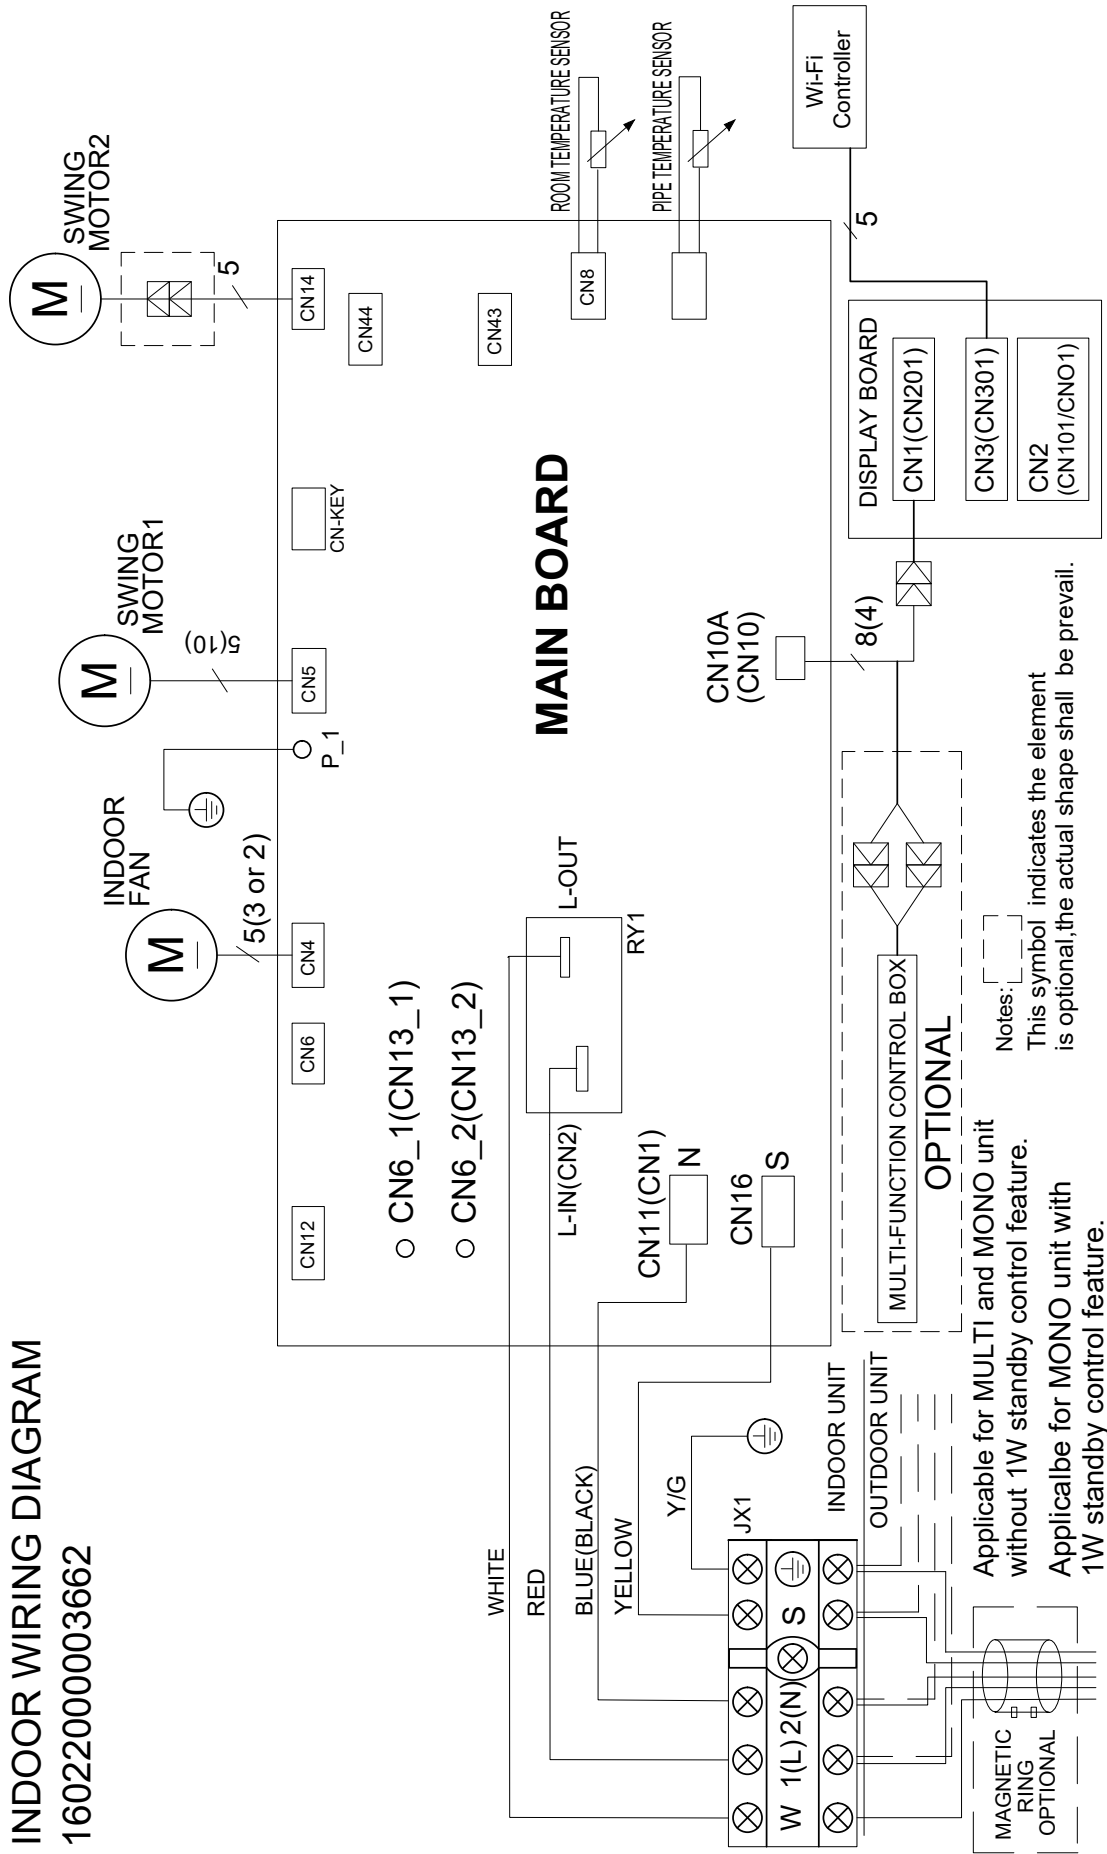 INDOOR WIRING DIAGRAM
16022000003662
SWING
MOTOR2
M
5
SWING
MOTOR1
M
5(10)
INDOOR
FAN
M
5(3 or 2)
CN12
CN6
CN4
P_1
CN5
CN-KEY
CN14
CN44
CN43
CN8
ROOM TEMPERATURE SENSOR
PIPE TEMPERATURE SENSOR
CN6_1(CN13_1)
CN6_2(CN13_2)
MAIN BOARD
L-IN(CN2)
L-OUT
RY1
CN11(CN1)
N
CN16
S
CN10A
(CN10)
8(4)
WHITE
RED
BLUE(BLACK)
YELLOW
Y/G
JX1
W 1(L) 2(N) S
INDOOR UNIT
OUTDOOR UNIT
MULTI-FUNCTION CONTROL BOX
OPTIONAL
DISPLAY BOARD
CN1(CN201)
CN3(CN301)
CN2
(CN101/CNO1)
5
Wi-Fi
Controller
MAGNETIC
RING
OPTIONAL
Applicable for MULTI and MONO unit
without 1W standby control feature.
Applicalbe for MONO unit with
1W standby control feature.
Notes:
This symbol indicates the element
is optional,the actual shape shall be prevail.